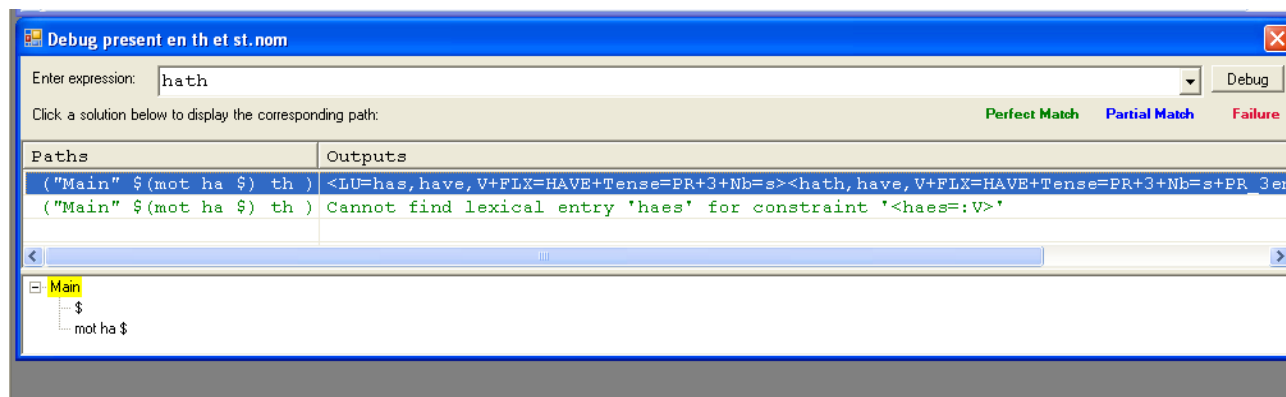 Debug present en th et st.nom
Enter expression: hath Debug
Click a solution below to display the corresponding path: Perfect Match Partial Match Failure
Paths Outputs
("Main" $(mot ha $) th ) <LU=has,have,V+FLX=HAVE+Tense=PR+3+Nb=s><hath,have,V+FLX=HAVE+Tense=PR+3+Nb=s+PR_3en
("Main" $(mot ha $) th ) Cannot find lexical entry 'haes' for constraint '<haes=:V>'
Main
$
mot ha $